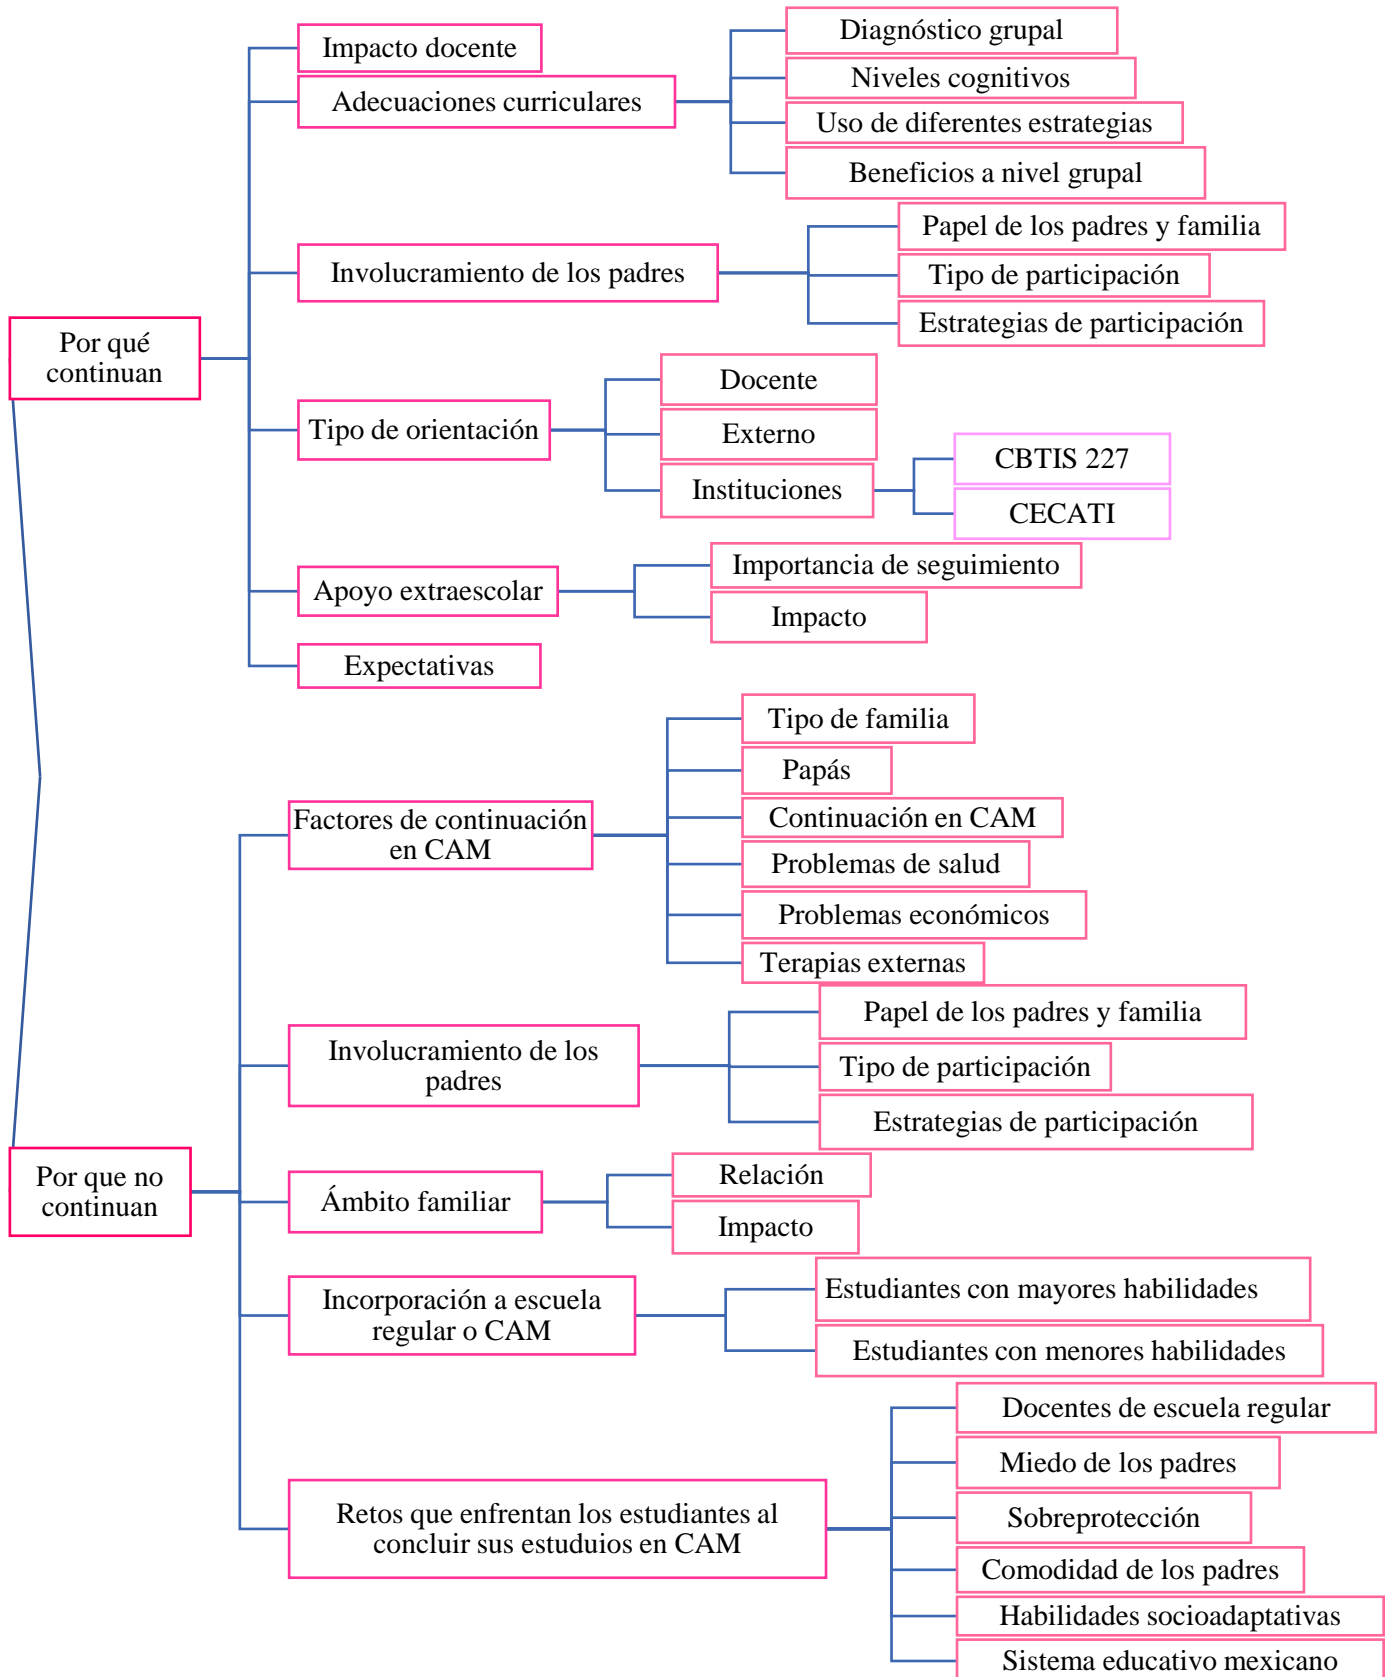 Por qué
continuan
Impacto docente
Adecuaciones curriculares
Diagnóstico grupal
Niveles cognitivos
Uso de diferentes estrategias
Beneficios a nivel grupal
Involucramiento de los padres
Papel de los padres y familia
Tipo de participación
Estrategias de participación
Tipo de orientación
Docente
Externo
Instituciones
CBTIS 227
CECATI
Apoyo extraescolar
Importancia de seguimiento
Impacto
Expectativas
Por que no
continuan
Factores de continuación
en CAM
Tipo de familia
Papás
Continuación en CAM
Problemas de salud
Problemas económicos
Terapias externas
Involucramiento de los
padres
Papel de los padres y familia
Tipo de participación
Estrategias de participación
Ámbito familiar
Relación
Impacto
Incorporación a escuela
regular o CAM
Estudiantes con mayores habilidades
Estudiantes con menores habilidades
Retos que enfrentan los estudiantes al
concluir sus estuduios en CAM
Docentes de escuela regular
Miedo de los padres
Sobreprotección
Comodidad de los padres
Habilidades socioadaptativas
Sistema educativo mexicano